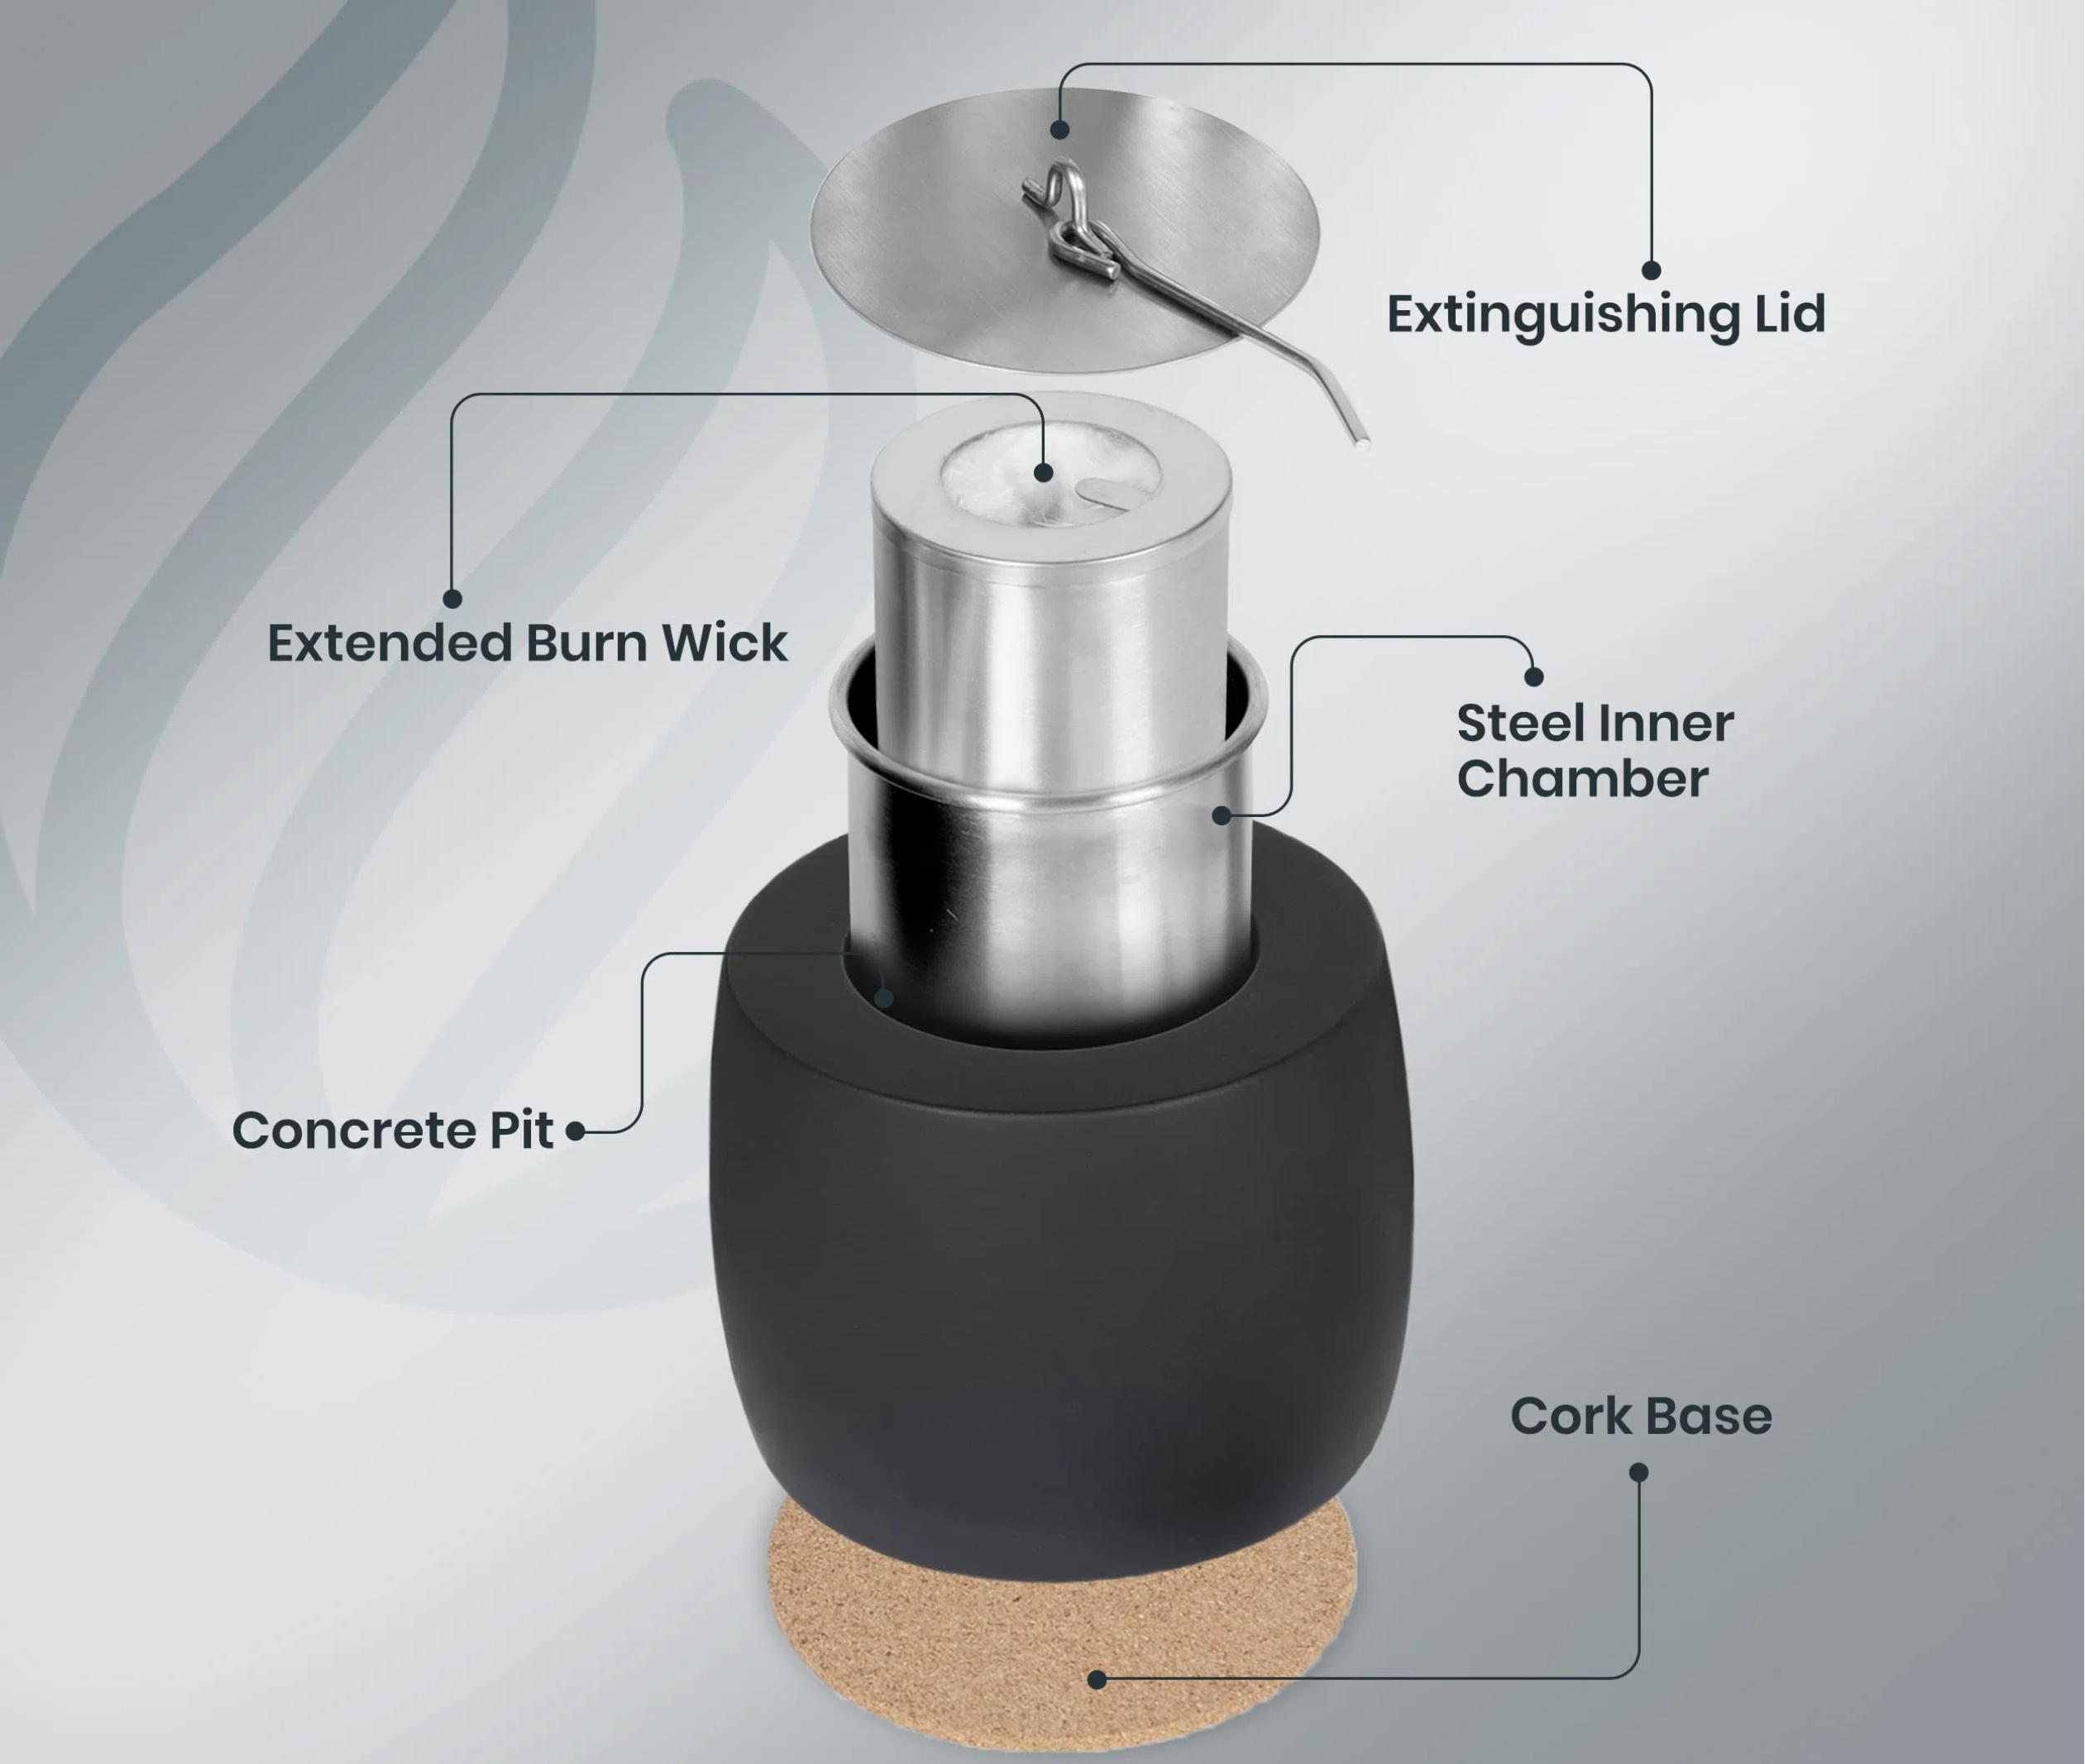 Extinguishing Lid
Extended Burn Wick
Steel Inner
Chamber
Concrete Pit
Cork Base